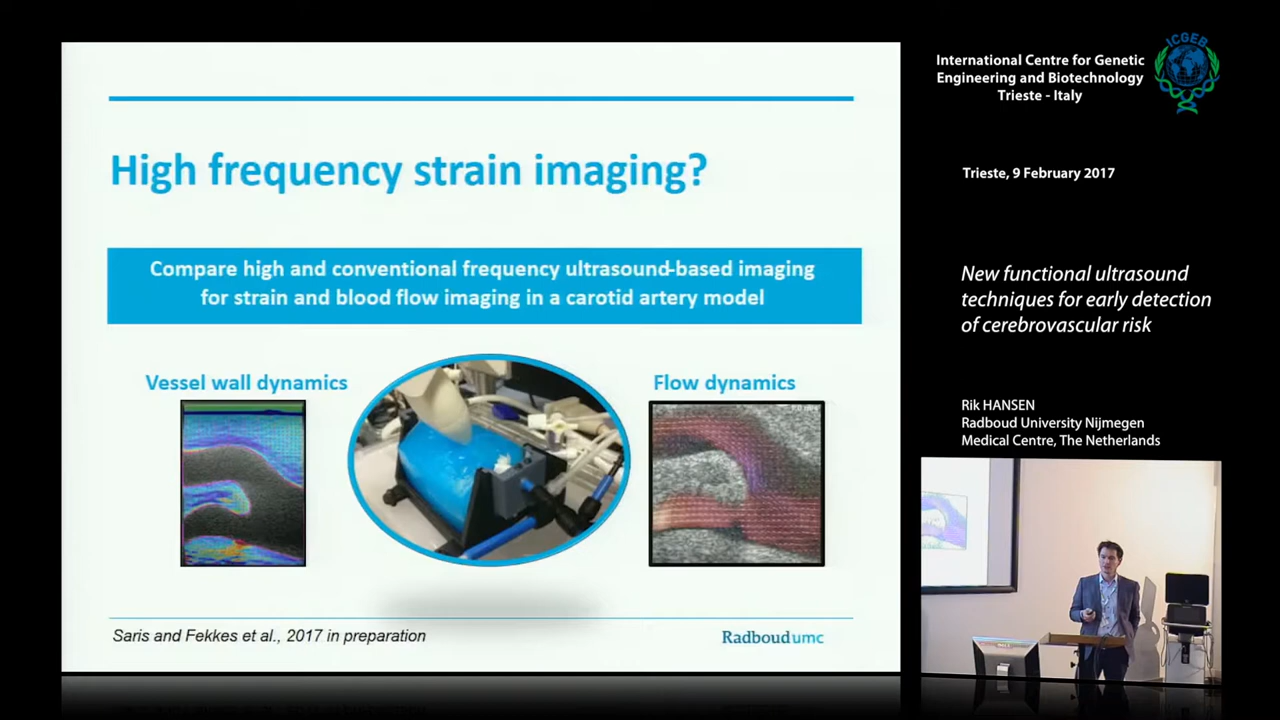 High frequency strain imaging?
Compare high and conventional frequency ultrasound-based imaging
for strain and blood flow imaging in a carotid artery model
Vessel wall dynamics
Flow dynamics
Saris and Fekkes et al., 2017 in preparation
Radboudumc
International Centre for Genetic
Engineering and Biotechnology
Trieste - Italy
ICGEB
Trieste, 9 February 2017
New functional ultrasound
techniques for early detection
of cerebrovascular risk
Rik HANSEN
Radboud University Nijmegen
Medical Centre, The Netherlands